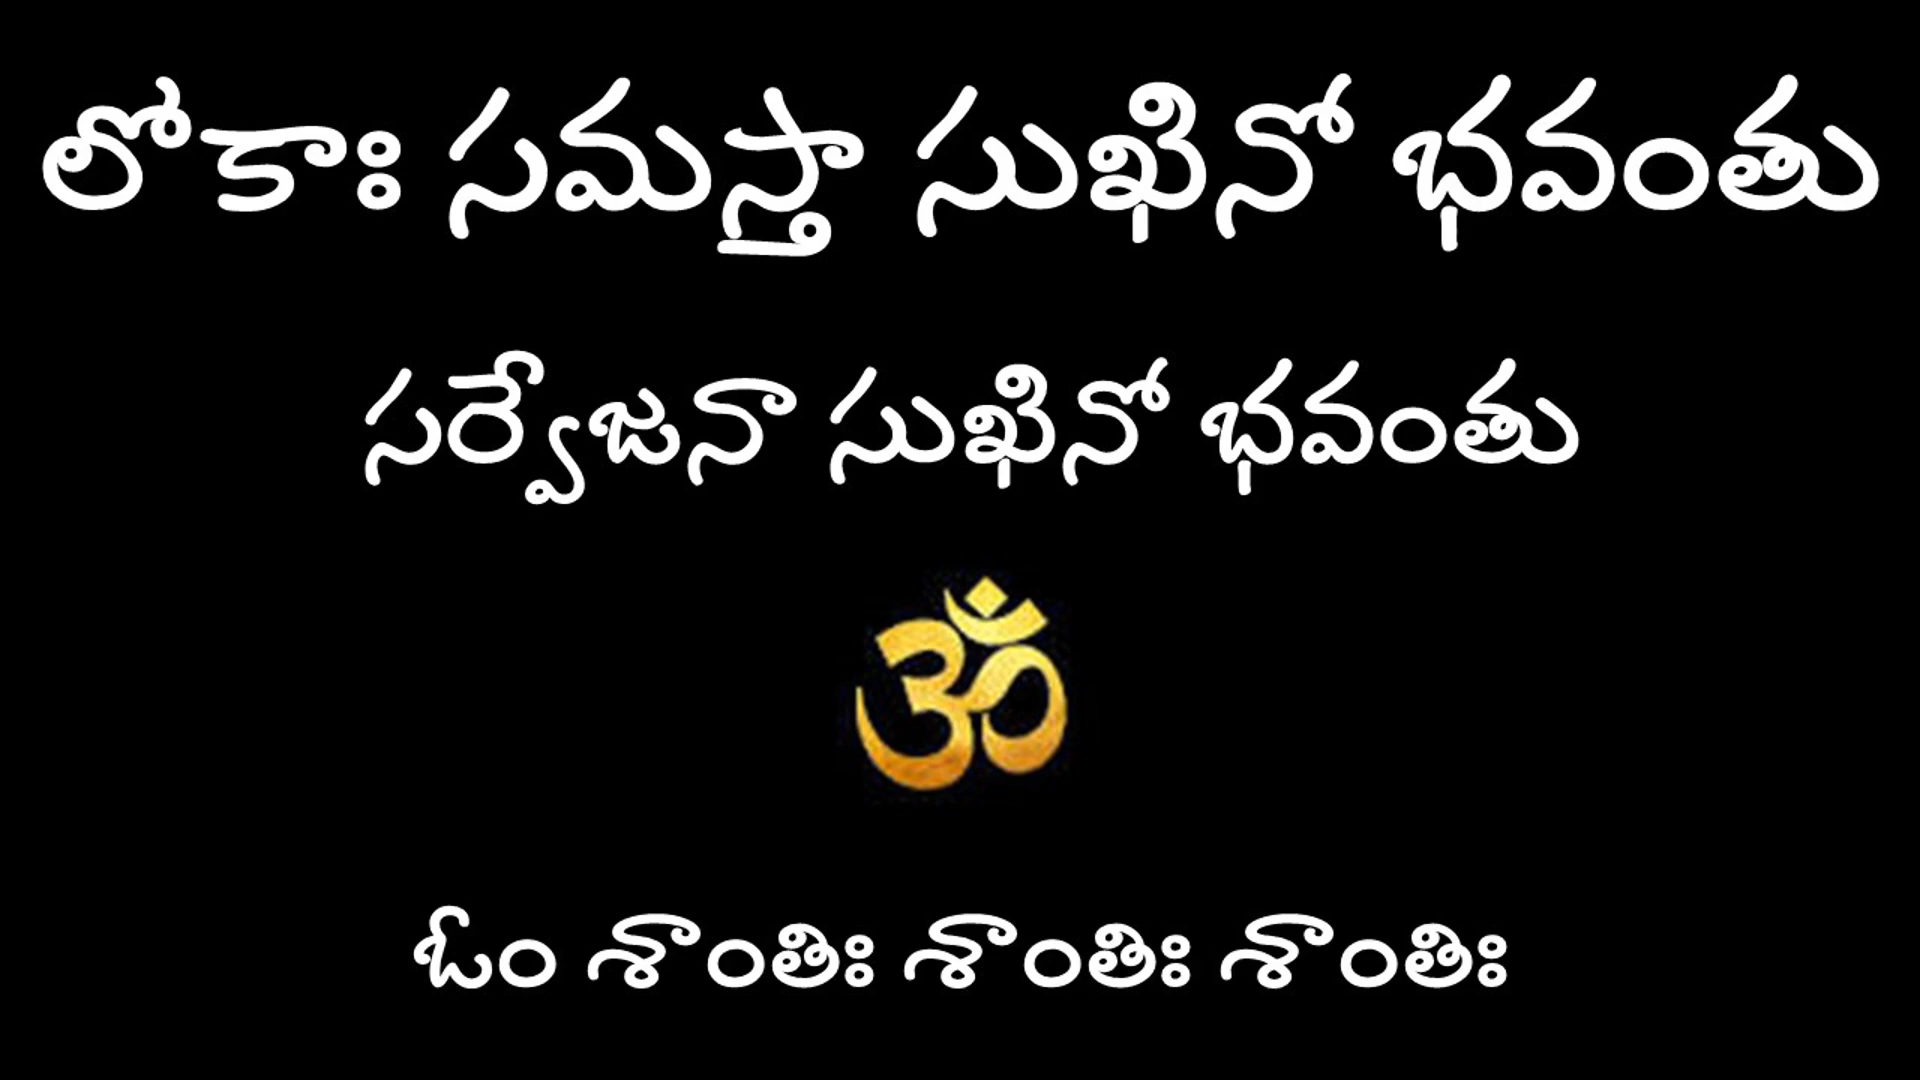 లోకాః సమస్తా సుఖినో భవంతు
సర్వేజనా సుఖినో భవంతు
ॐ
ఓం శాంతిః శాంతిః శాంతిః